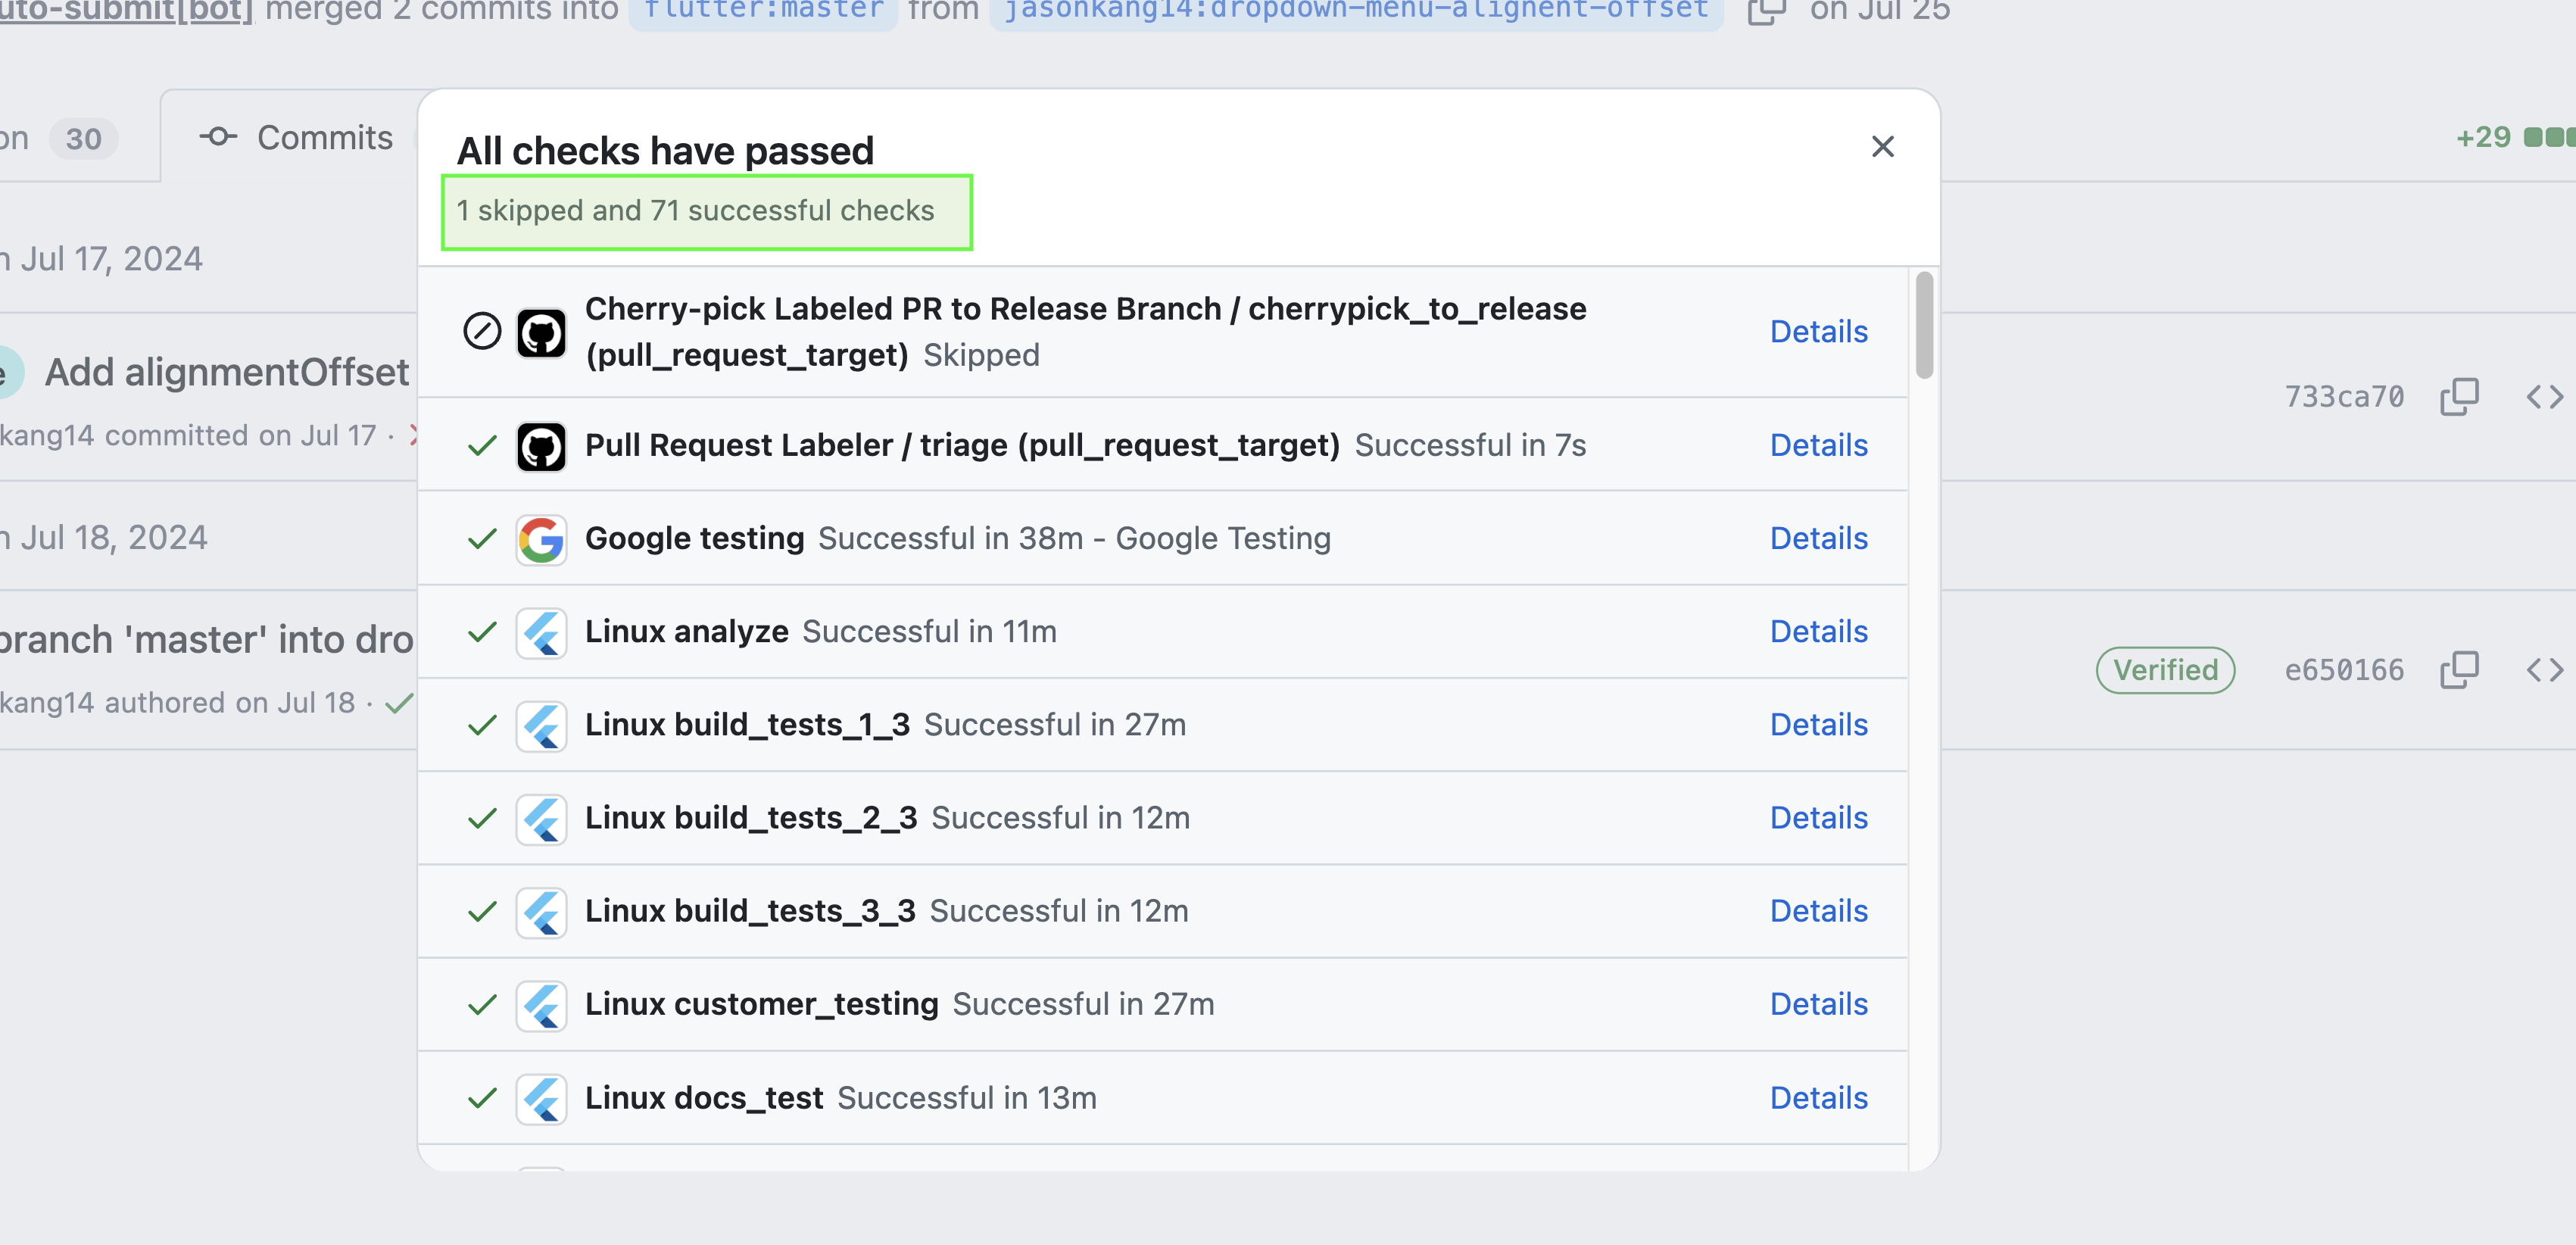 uto-submit[bot] merged 2 commits into flutter:master from jasonkang14:dropdown-menu-alignent-offset on Jul 25
on 30 Commits +29
All checks have passed
1 skipped and 71 successful checks
n Jul 17, 2024
Cherry-pick Labeled PR to Release Branch / cherrypick_to_release
(pull_request_target) Skipped Details
e Add alignmentOffset 733ca70
kang14 committed on Jul 17 ·
Pull Request Labeler / triage (pull_request_target) Successful in 7s Details
n Jul 18, 2024
Google testing Successful in 38m - Google Testing Details
Linux analyze Successful in 11m Details
branch 'master' into dro Verified e650166
kang14 authored on Jul 18 ·
Linux build_tests_1_3 Successful in 27m Details
Linux build_tests_2_3 Successful in 12m Details
Linux build_tests_3_3 Successful in 12m Details
Linux customer_testing Successful in 27m Details
Linux docs_test Successful in 13m Details